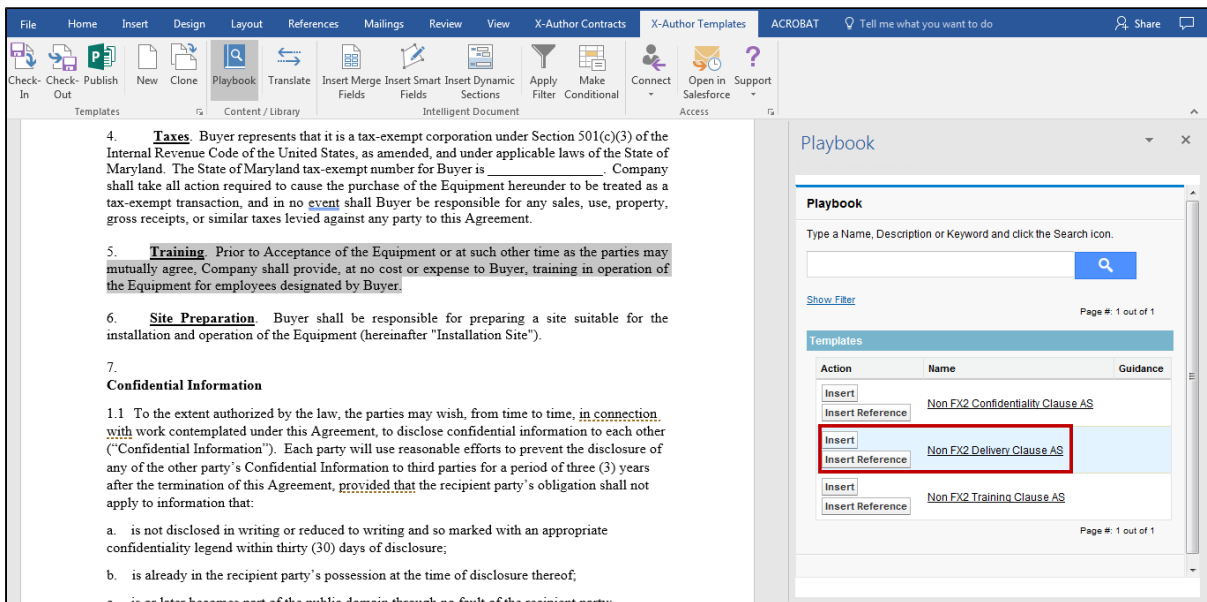 File Home Insert Design Layout References Mailings Review View X-Author Contracts X-Author Templates ACROBAT Tell me what you want to do Share
Check-In Check-Out Publish New Clone Playbook Translate Insert Merge Fields Insert Smart Fields Insert Dynamic Sections Apply Filter Make Conditional Connect Open in Salesforce Support
Templates Content / Library Intelligent Document Access
4. Taxes. Buyer represents that it is a tax-exempt corporation under Section 501(c)(3) of the
Internal Revenue Code of the United States, as amended, and under applicable laws of the State of
Maryland. The State of Maryland tax-exempt number for Buyer is ________________. Company
shall take all action required to cause the purchase of the Equipment hereunder to be treated as a
tax-exempt transaction, and in no event shall Buyer be responsible for any sales, use, property,
gross receipts, or similar taxes levied against any party to this Agreement.
5. Training. Prior to Acceptance of the Equipment or at such other time as the parties may
mutually agree, Company shall provide, at no cost or expense to Buyer, training in operation of
the Equipment for employees designated by Buyer.
6. Site Preparation. Buyer shall be responsible for preparing a site suitable for the
installation and operation of the Equipment (hereinafter "Installation Site").
7.
Confidential Information
1.1 To the extent authorized by the law, the parties may wish, from time to time, in connection
with work contemplated under this Agreement, to disclose confidential information to each other
(“Confidential Information”). Each party will use reasonable efforts to prevent the disclosure of
any of the other party’s Confidential Information to third parties for a period of three (3) years
after the termination of this Agreement, provided that the recipient party’s obligation shall not
apply to information that:
a. is not disclosed in writing or reduced to writing and so marked with an appropriate
confidentiality legend within thirty (30) days of disclosure;
b. is already in the recipient party’s possession at the time of disclosure thereof;
Playbook
Playbook
Type a Name, Description or Keyword and click the Search icon.
Show Filter
Page #: 1 out of 1
Templates
Action Name Guidance
Insert
Insert Reference Non FX2 Confidentiality Clause AS
Insert
Insert Reference Non FX2 Delivery Clause AS
Insert
Insert Reference Non FX2 Training Clause AS
Page #: 1 out of 1